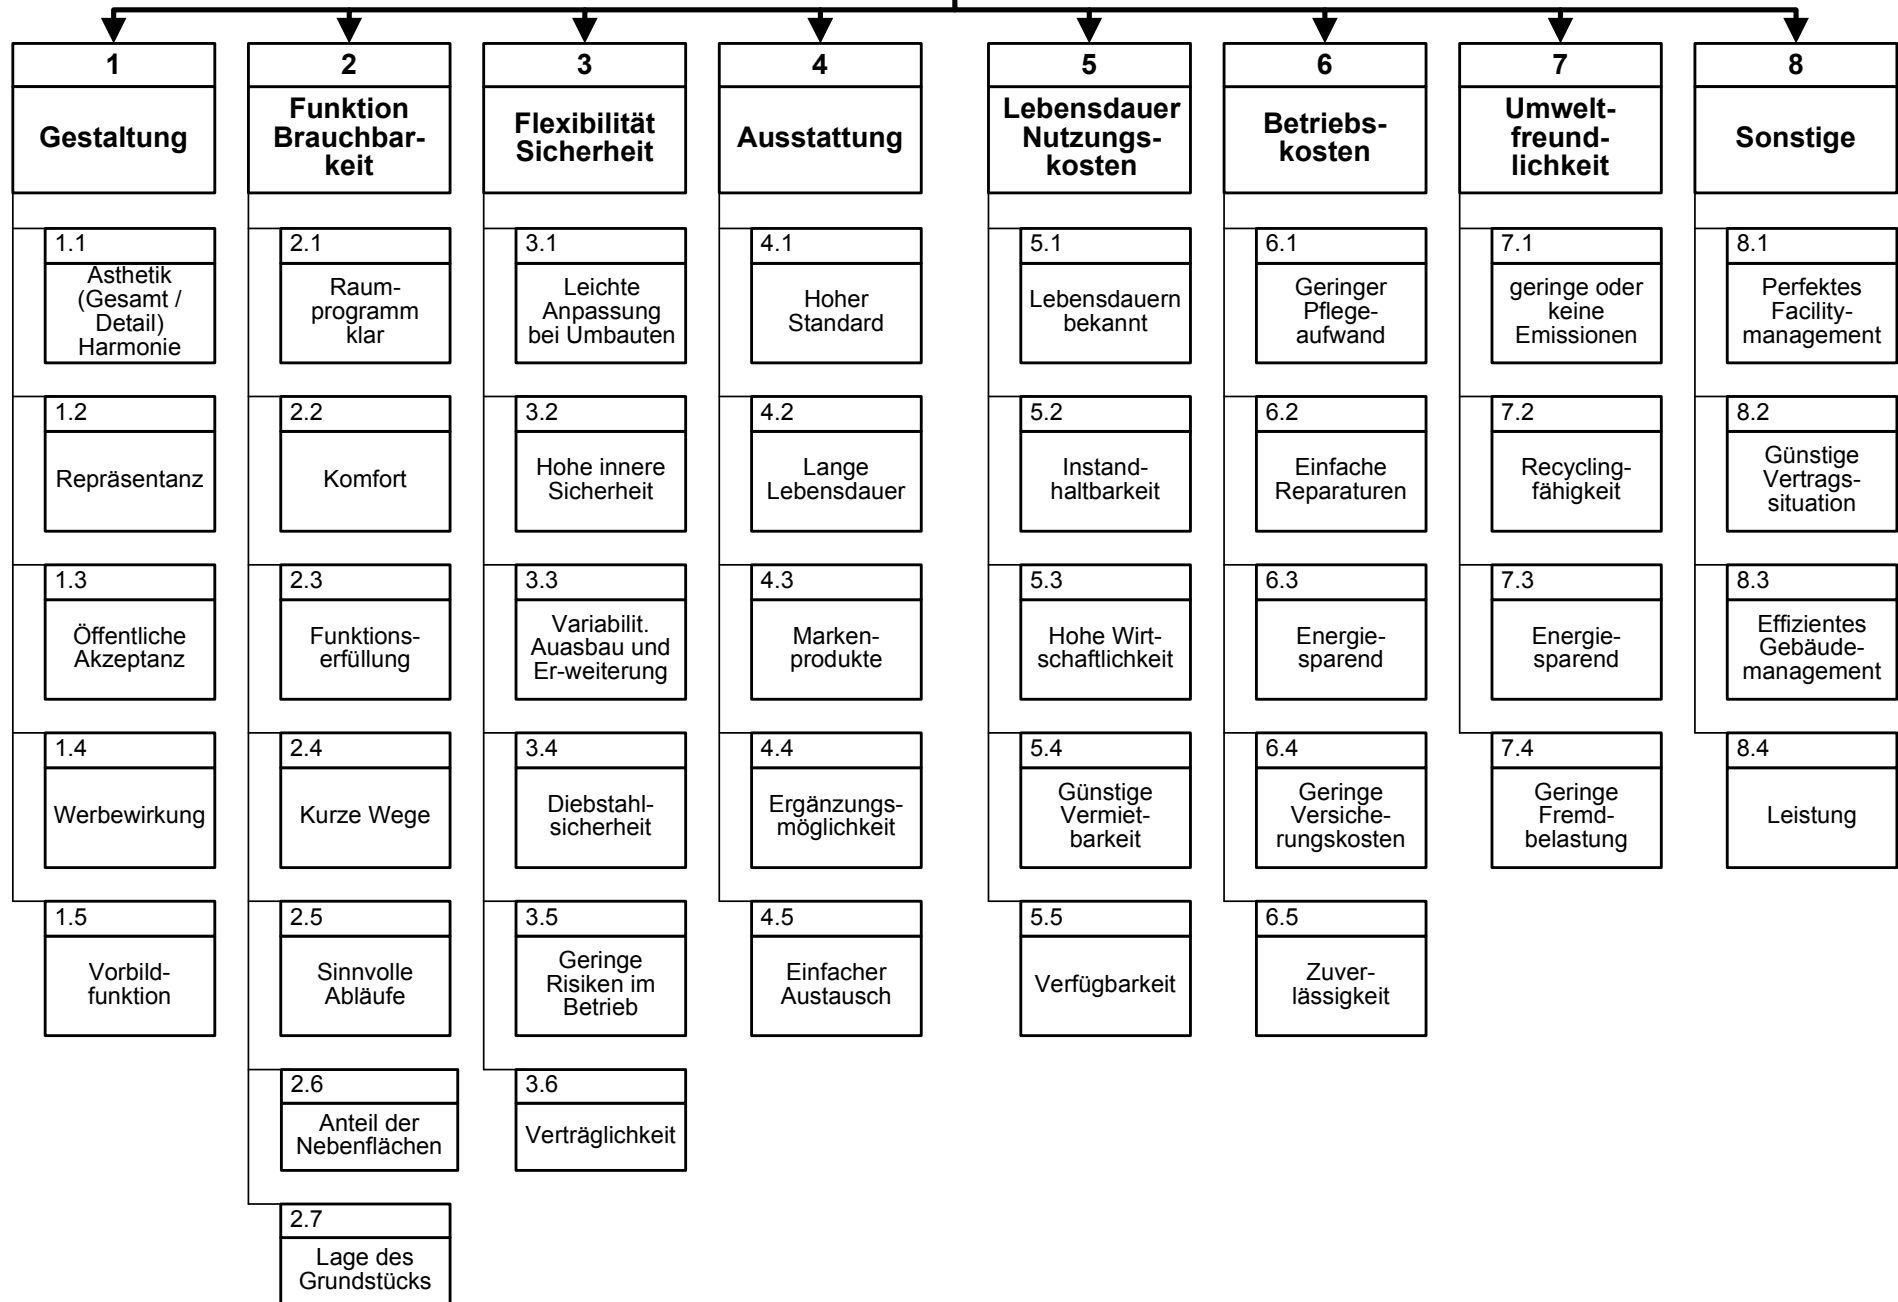 1
Gestaltung
1.1
Asthetik
(Gesamt /
Detail)
Harmonie
1.2
Repräsentanz
1.3
Öffentliche
Akzeptanz
1.4
Werbewirkung
1.5
Vorbild-
funktion
2
Funktion
Brauchbar-
keit
2.1
Raum-
programm
klar
2.2
Komfort
2.3
Funktions-
erfüllung
2.4
Kurze Wege
2.5
Sinnvolle
Abläufe
2.6
Anteil der
Nebenflächen
2.7
Lage des
Grundstücks
3
Flexibilität
Sicherheit
3.1
Leichte
Anpassung
bei Umbauten
3.2
Hohe innere
Sicherheit
3.3
Variabilit.
Auasbau und
Er-weiterung
3.4
Diebstahl-
sicherheit
3.5
Geringe
Risiken im
Betrieb
3.6
Verträglichkeit
4
Ausstattung
4.1
Hoher
Standard
4.2
Lange
Lebensdauer
4.3
Marken-
produkte
4.4
Ergänzungs-
möglichkeit
4.5
Einfacher
Austausch
5
Lebensdauer
Nutzungs-
kosten
5.1
Lebensdauern
bekannt
5.2
Instand-
haltbarkeit
5.3
Hohe Wirt-
schaftlichkeit
5.4
Günstige
Vermiet-
barkeit
5.5
Verfügbarkeit
6
Betriebs-
kosten
6.1
Geringer
Pflege-
aufwand
6.2
Einfache
Reparaturen
6.3
Energie-
sparend
6.4
Geringe
Versiche-
rungskosten
6.5
Zuver-
lässigkeit
7
Umwelt-
freund-
lichkeit
7.1
geringe oder
keine
Emissionen
7.2
Recycling-
fähigkeit
7.3
Energie-
sparend
7.4
Geringe
Fremd-
belastung
8
Sonstige
8.1
Perfektes
Facility-
management
8.2
Günstige
Vertrags-
situation
8.3
Effizientes
Gebäude-
management
8.4
Leistung